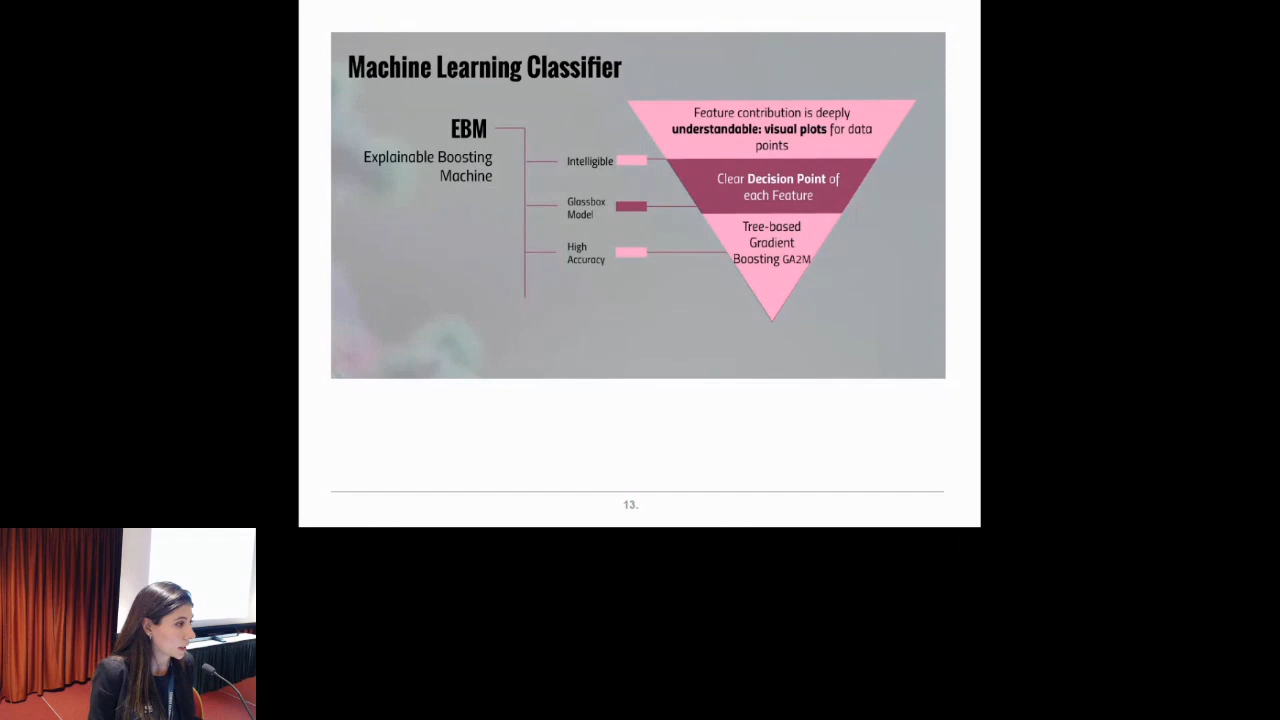 Machine Learning Classifier
EBM
Explainable Boosting
Machine
Intelligible
Glassbox
Model
High
Accuracy
Feature contribution is deeply
understandable: visual plots for data
points
Clear Decision Point of
each Feature
Tree-based
Gradient
Boosting GA2M
13.